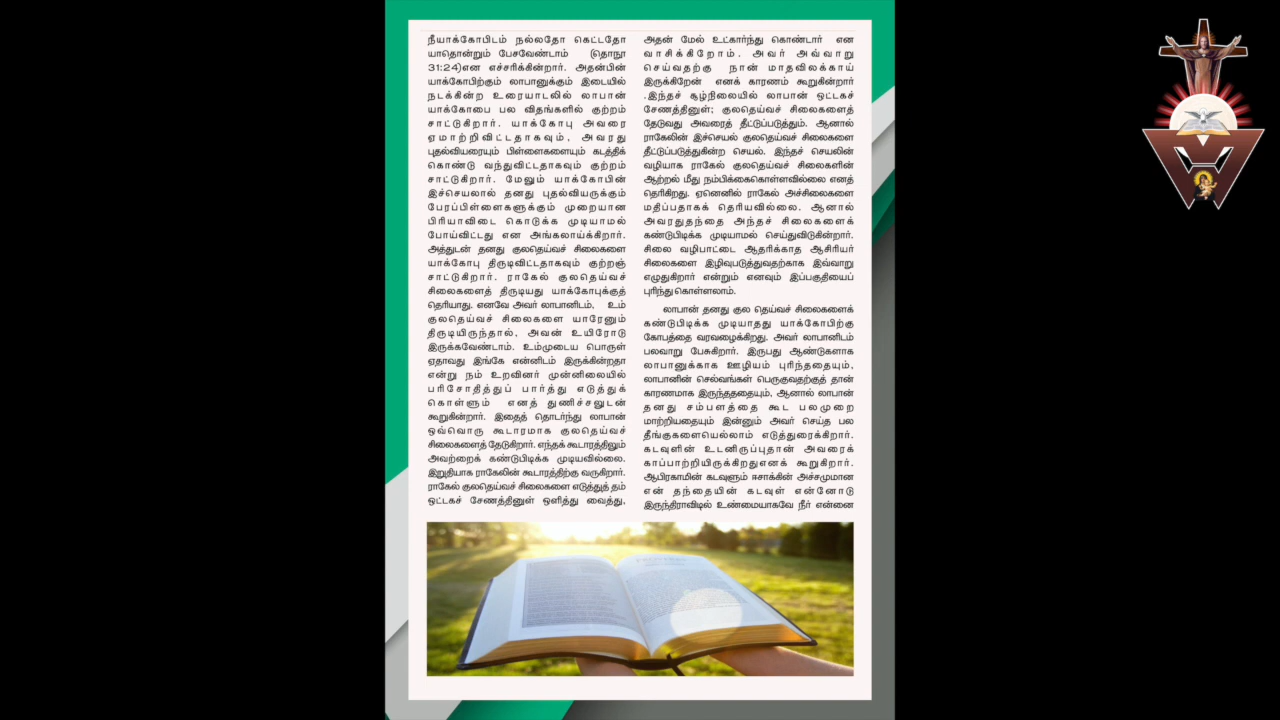 நீயாக்கோபிடம் நல்லதோ கெட்டதோ
யாதொன்றும் பேசவேண்டாம் (தொநூ
31:24)என எச்சரிக்கின்றார். அதன்பின்
யாக்கோபிற்கும் லாபானுக்கும் இடையில்
நடக்கின்ற உரையாடலில் லாபான்
யாக்கோபை பல விதங்களில் குற்றம்
சாட்டுகிறார். யாக்கோபு அவரை
ஏமாற்றிவிட்டதாகவும், அவரது
புதல்வியரையும் பிள்ளைகளையும் கடத்திக்
கொண்டு வந்துவிட்டதாகவும் குற்றம்
சாட்டுகிறார். மேலும் யாக்கோபின்
இச்செயலால் தனது புதல்வியருக்கும்
பேரப்பிள்ளைகளுக்கும் முறையான
பிரியாவிடை கொடுக்க முடியாமல்
போய்விட்டது என அங்கலாய்க்கிறார்.
அத்துடன் தனது குலதெய்வச் சிலைகளை
யாக்கோபு திருடிவிட்டதாகவும் குற்றஞ்
சாட்டுகிறார். ராகேல் குலதெய்வச்
சிலைகளைத் திருடியது யாக்கோபுக்குத்
தெரியாது. எனவே அவர் லாபானிடம், உம்
குலதெய்வச் சிலைகளை யாரேனும்
திருடியிருந்தால், அவன் உயிரோடு
இருக்கவேண்டாம். உம்முடைய பொருள்
ஏதாவது இங்கே என்னிடம் இருக்கின்றதா
என்று நம் உறவினர் முன்னிலையில்
பரிசோதித்துப் பார்த்து எடுத்துக்
கொள்ளும் எனத் துணிச்சலுடன்
கூறுகின்றார். இதைத் தொடர்ந்து லாபான்
ஒவ்வொரு கூடாரமாக குலதெய்வச்
சிலைகளைத் தேடுகிறார். எந்தக் கூடாரத்திலும்
அவற்றைக் கண்டுபிடிக்க முடியவில்லை.
இறுதியாக ராகேலின் கூடாரத்திற்கு வருகிறார்.
ராகேல் குலதெய்வச் சிலைகளை எடுத்துத் தம்
ஒட்டகச் சேணத்தினுள் ஒளித்து வைத்து,
அதன் மேல் உட்கார்ந்து கொண்டார் என
வாசிக்கிறோம். அவர் அவ்வாறு
செய்வதற்கு நான் மாதவிலக்காய்
இருக்கிறேன் எனக் காரணம் கூறுகின்றார்
.இந்தச் சூழ்நிலையில் லாபான் ஒட்டகச்
சேணத்தினுள்; குலதெய்வச் சிலைகளைத்
தேடுவது அவரைத் தீட்டுப்படுத்தும். ஆனால்
ராகேலின் இச்செயல் குலதெய்வச் சிலைகளை
தீட்டுப்படுத்துகின்ற செயல். இந்தச் செயலின்
வழியாக ராகேல் குலதெய்வச் சிலைகளின்
ஆற்றல் மீது நம்பிக்கைகொள்ளவில்லை எனத்
தெரிகிறது. ஏனெனில் ராகேல் அச்சிலைகளை
மதிப்பதாகத் தெரியவில்லை. ஆனால்
அவரதுதந்தை அந்தச் சிலைகளைக்
கண்டுபிடிக்க முடியாமல் செய்துவிடுகின்றார்.
சிலை வழிபாட்டை ஆதரிக்காத ஆசிரியர்
சிலைகளை இழிவுபடுத்துவதற்காக இவ்வாறு
எழுதுகிறார் என்றும் எனவும் இப்பகுதியைப்
புரிந்துகொள்ளலாம்.
லாபான் தனது குல தெய்வச் சிலைகளைக்
கண்டுபிடிக்க முடியாதது யாக்கோபிற்கு
கோபத்தை வரவழைக்கிறது. அவர் லாபானிடம்
பலவாறு பேசுகிறார். இருபது ஆண்டுகளாக
லாபானுக்காக ஊழியம் புரிந்ததையும்,
லாபானின் செல்வங்கள் பெருகுவதற்குத் தான்
காரணமாக இருந்தததையும், ஆனால் லாபான்
தனது சம்பளத்தை கூட பலமுறை
மாற்றியதையும் இன்னும் அவர் செய்த பல
தீங்குகளையெல்லாம் எடுத்துரைக்கிறார்.
கடவுளின் உடனிருப்புதான் அவரைக்
காப்பாற்றியிருக்கிறதுஎனக் கூறுகிறார்.
ஆபிரகாமின் கடவுளும் ஈசாக்கின் அச்சமுமான
என் தந்தையின் கடவுள் என்னோடு
இருந்திராவிடில் உண்மையாகவே நீர் என்னை